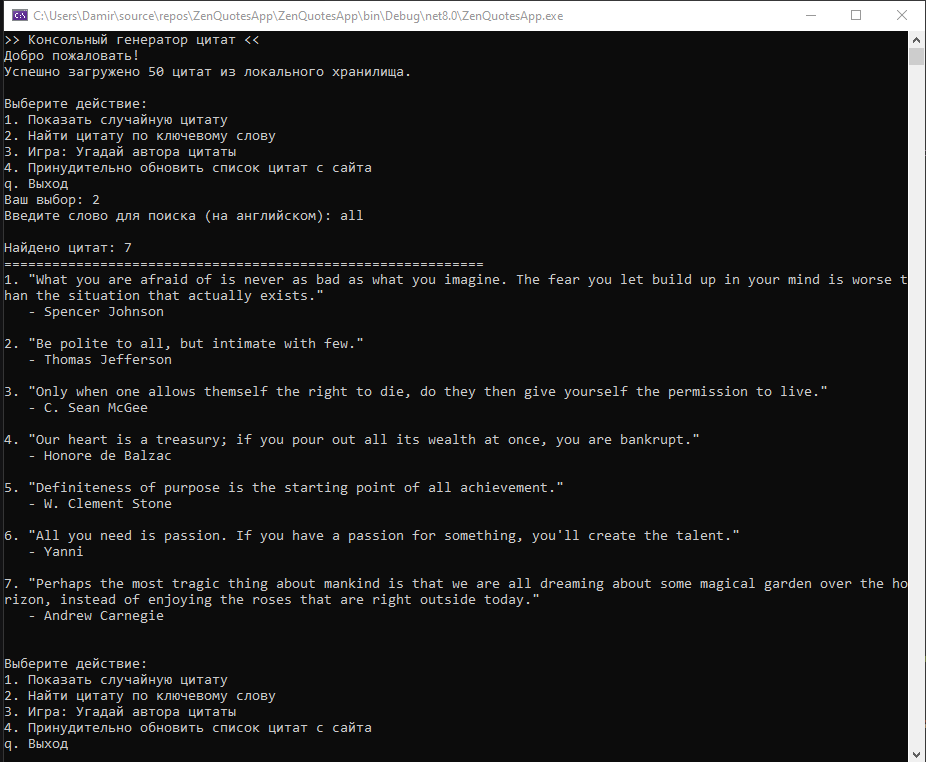 C:\Users\Damir\source\repos\ZenQuotesApp\ZenQuotesApp\bin\Debug\net8.0\ZenQuotesApp.exe
>> Консольный генератор цитат <<
Добро пожаловать!
Успешно загружено 50 цитат из локального хранилища.
Выберите действие:
1. Показать случайную цитату
2. Найти цитату по ключевому слову
3. Игра: Угадай автора цитаты
4. Принудительно обновить список цитат с сайта
q. Выход
Ваш выбор: 2
Введите слово для поиска (на английском): all
Найдено цитат: 7
============================================================
1. "What you are afraid of is never as bad as what you imagine. The fear you let build up in your mind is worse t
han the situation that actually exists."
- Spencer Johnson
2. "Be polite to all, but intimate with few."
- Thomas Jefferson
3. "Only when one allows themself the right to die, do they then give yourself the permission to live."
- C. Sean McGee
4. "Our heart is a treasury; if you pour out all its wealth at once, you are bankrupt."
- Honore de Balzac
5. "Definiteness of purpose is the starting point of all achievement."
- W. Clement Stone
6. "All you need is passion. If you have a passion for something, you'll create the talent."
- Yanni
7. "Perhaps the most tragic thing about mankind is that we are all dreaming about some magical garden over the ho
rizon, instead of enjoying the roses that are right outside today."
- Andrew Carnegie
Выберите действие:
1. Показать случайную цитату
2. Найти цитату по ключевому слову
3. Игра: Угадай автора цитаты
4. Принудительно обновить список цитат с сайта
q. Выход